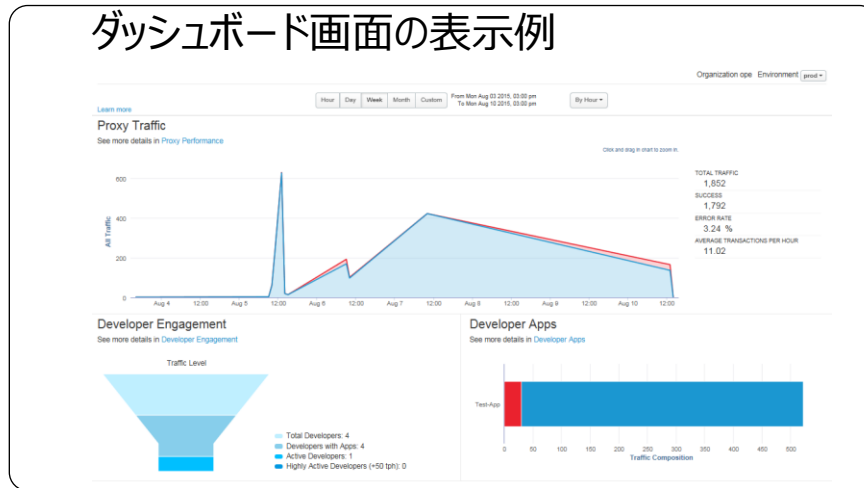 ダッシュボード画面の表示例
Organization ope Environment prod
Hour Day Week Month Custom
From Mon Aug 03 2015, 03:00 pm
To Mon Aug 10 2015, 03:00 pm
By Hour
Learn more
Proxy Traffic
See more details in Proxy Performance
Click and drag in chart to zoom in.
All Traffic
600
400
200
0
Aug 4 12:00 Aug 5 12:00 Aug 6 12:00 Aug 7 12:00 Aug 8 12:00 Aug 9 12:00 Aug 10 12:00
TOTAL TRAFFIC
1,852
SUCCESS
1,792
ERROR RATE
3.24 %
AVERAGE TRANSACTIONS PER HOUR
11.02
Developer Engagement
See more details in Developer Engagement
Traffic Level
Total Developers: 4
Developers with Apps: 4
Active Developers: 1
Highly Active Developers (+50 tph): 0
Developer Apps
See more details in Developer Apps
Test-App
0 50 100 150 200 250 300 350 400 450 500
Traffic Composition